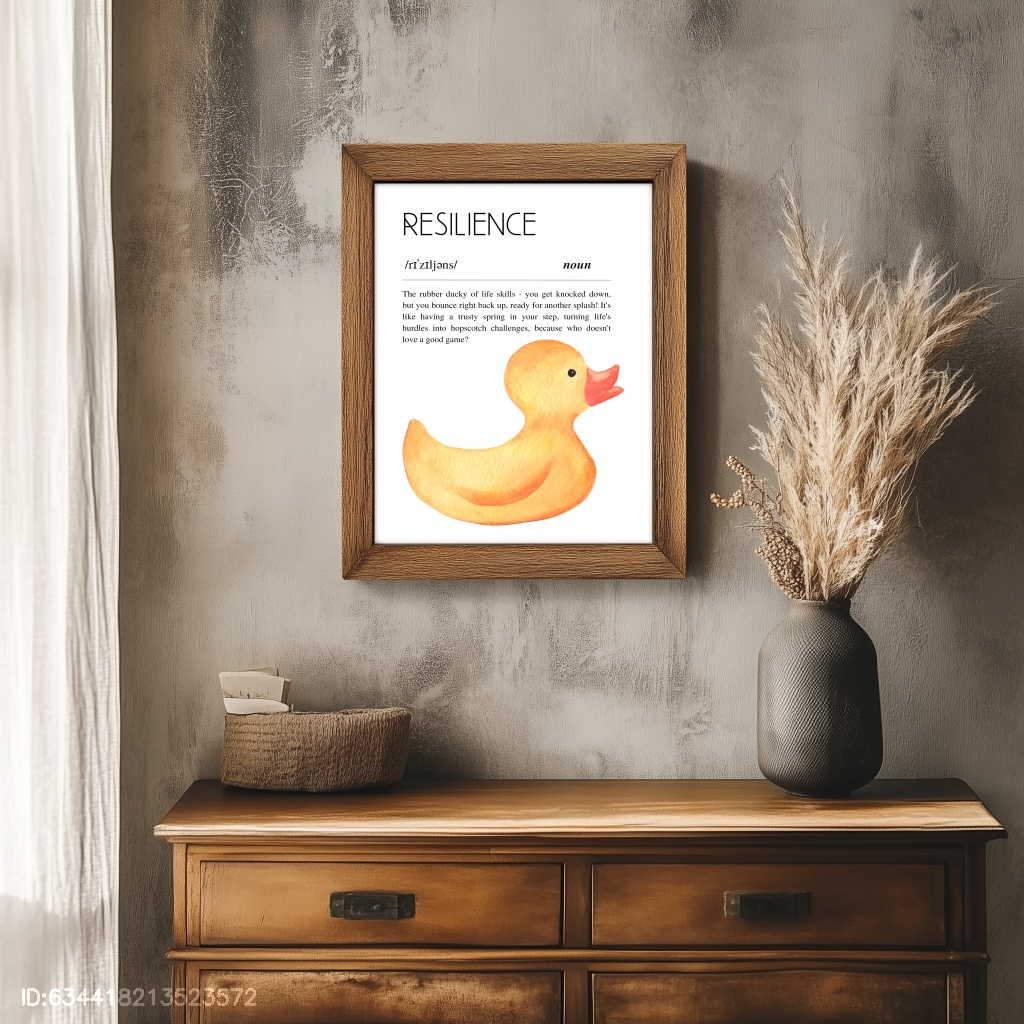 RESILIENCE
/rɪˈzɪljəns/ noun
The rubber ducky of life skills - you get knocked down,
but you bounce right back up, ready for another splash! It's
like having a trusty spring in your step, turning life's
hurdles into hopscotch challenges, because who doesn't
love a good game?
ID:634418213523572